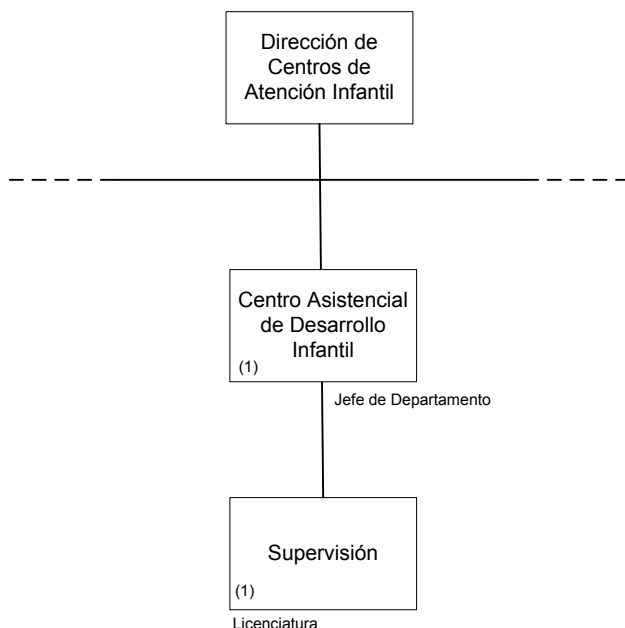 Dirección de
Centros de
Atención Infantil
Centro Asistencial
de Desarrollo
Infantil
(1)
Jefe de Departamento
Supervisión
(1)
Licenciatura